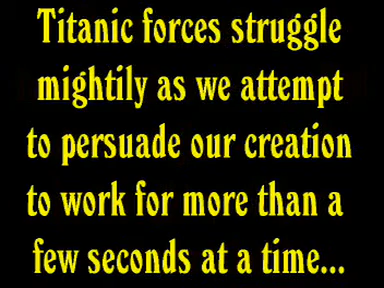 Titanic forces struggle
mightily as we attempt
to persuade our creation
to work for more than a
few seconds at a time...